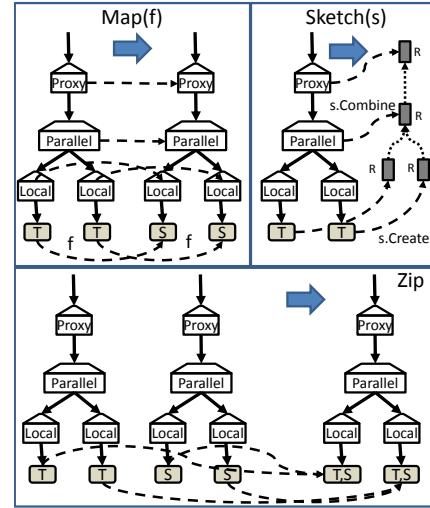 Map(f)
Proxy Proxy
Parallel Parallel
Local Local Local Local
T T S S
f f
Sketch(s)
R
Proxy
s.Combine
R
Parallel
R R
Local Local
T T
s.Create
Zip
Proxy Proxy Proxy
Parallel Parallel Parallel
Local Local Local Local Local Local
T T S S T,S T,S